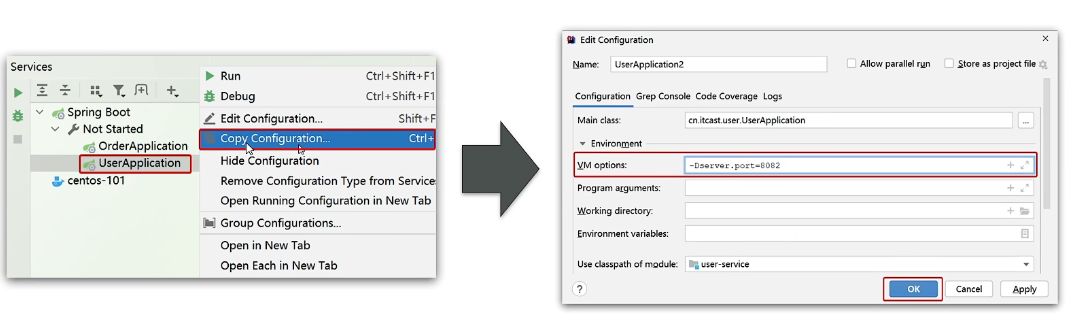 Services
Spring Boot
Not Started
OrderApplication
UserApplication
centos-101
Run Ctrl+Shift+F1
Debug Ctrl+Shift+F1
Edit Configuration... Shift+F
Copy Configuration... Ctrl+
Hide Configuration
Remove Configuration Type from Service
Open Running Configuration in New Tab
Group Configurations...
Open in New Tab
Open Each in New Tab
Edit Configuration
Name: UserApplication2 Allow parallel run Store as project file
Configuration Grep Console Code Coverage Logs
Main class: cn.itcast.user.UserApplication ...
Environment
VM options: -Dserver.port=8082
Program arguments:
Working directory:
Environment variables:
Use classpath of module: user-service
? OK Cancel Apply